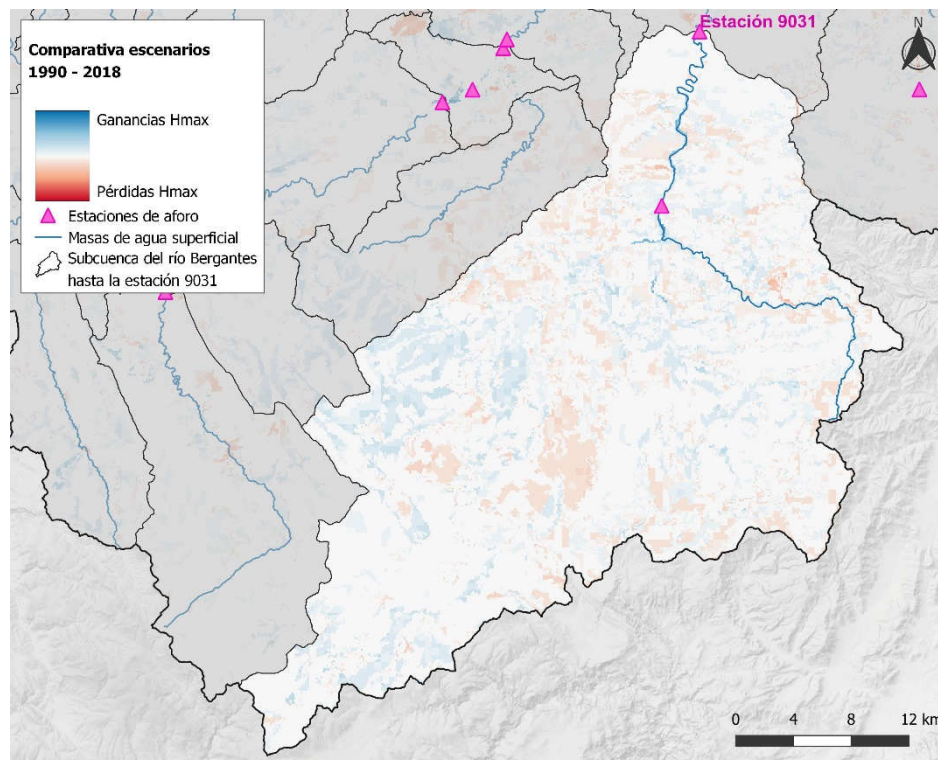 Estación 9031
N
Comparativa escenarios
1990 - 2018
Ganancias Hmax
Pérdidas Hmax
Estaciones de aforo
Masas de agua superficial
Subcuenca del río Bergantes
hasta la estación 9031
0 4 8 12 km